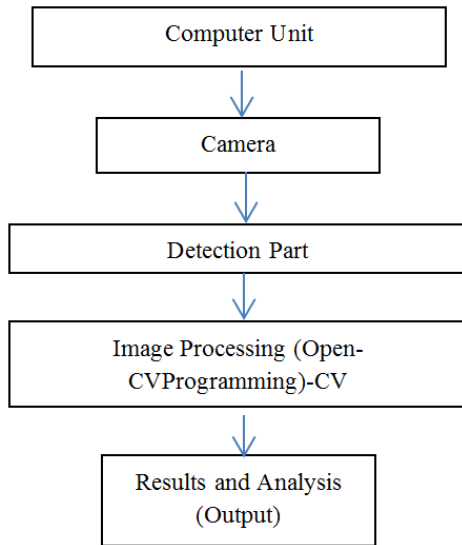 Computer Unit
Camera
Detection Part
Image Processing (Open-
CVProgramming)-CV
Results and Analysis
(Output)